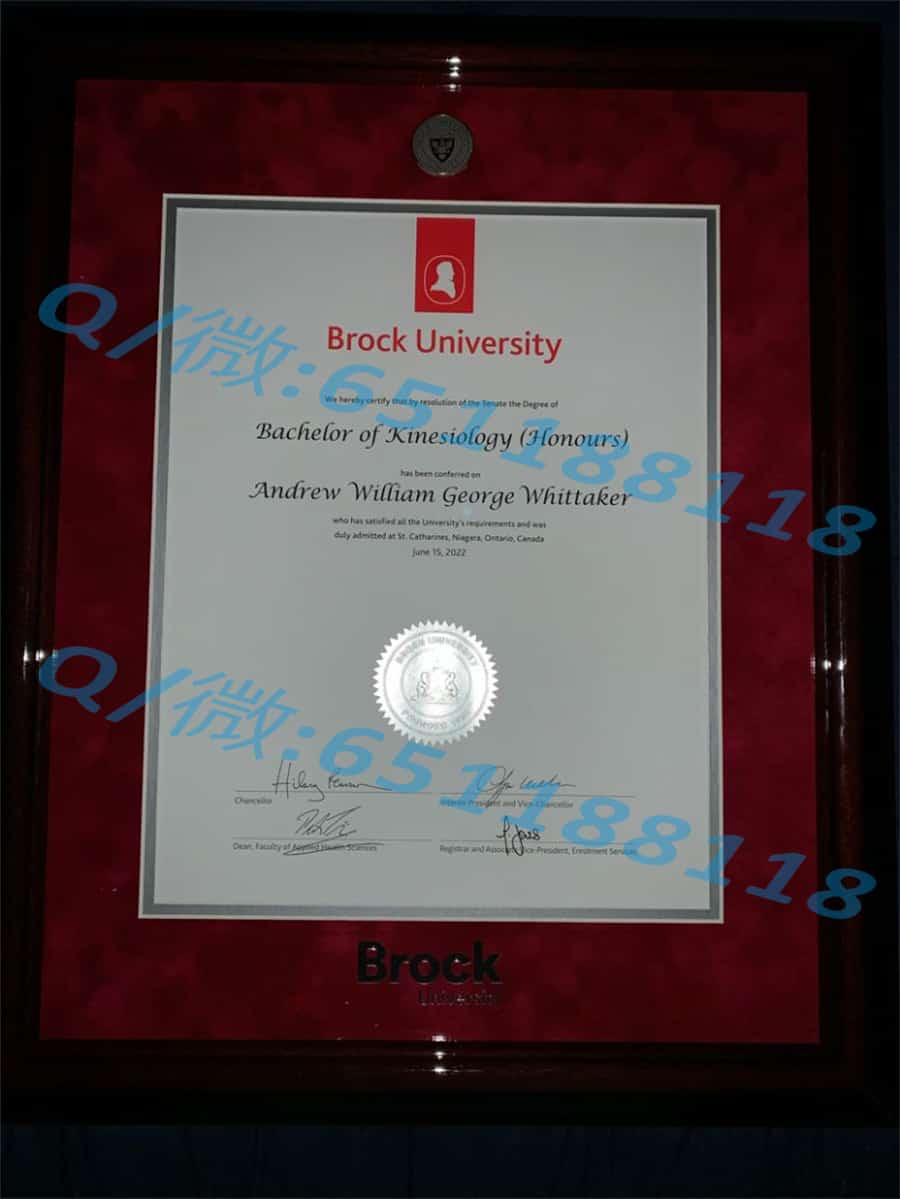 Brock University
We hereby certify that by resolution of the Senate the Degree of
Bachelor of Kinesiology (Honours)
has been conferred on
Andrew William George Whittaker
who has satisfied all the University's requirements and was
duly admitted at St. Catharines, Niagara, Ontario, Canada
June 15, 2022
Q/微:651188118
BROCK UNIVERSITY
Q/微:651188118
Chancellor
Interim President and Vice-Chancellor
Dean, Faculty of Applied Health Sciences
Registrar and Associate Vice-President, Enrolment Services
Brock
University